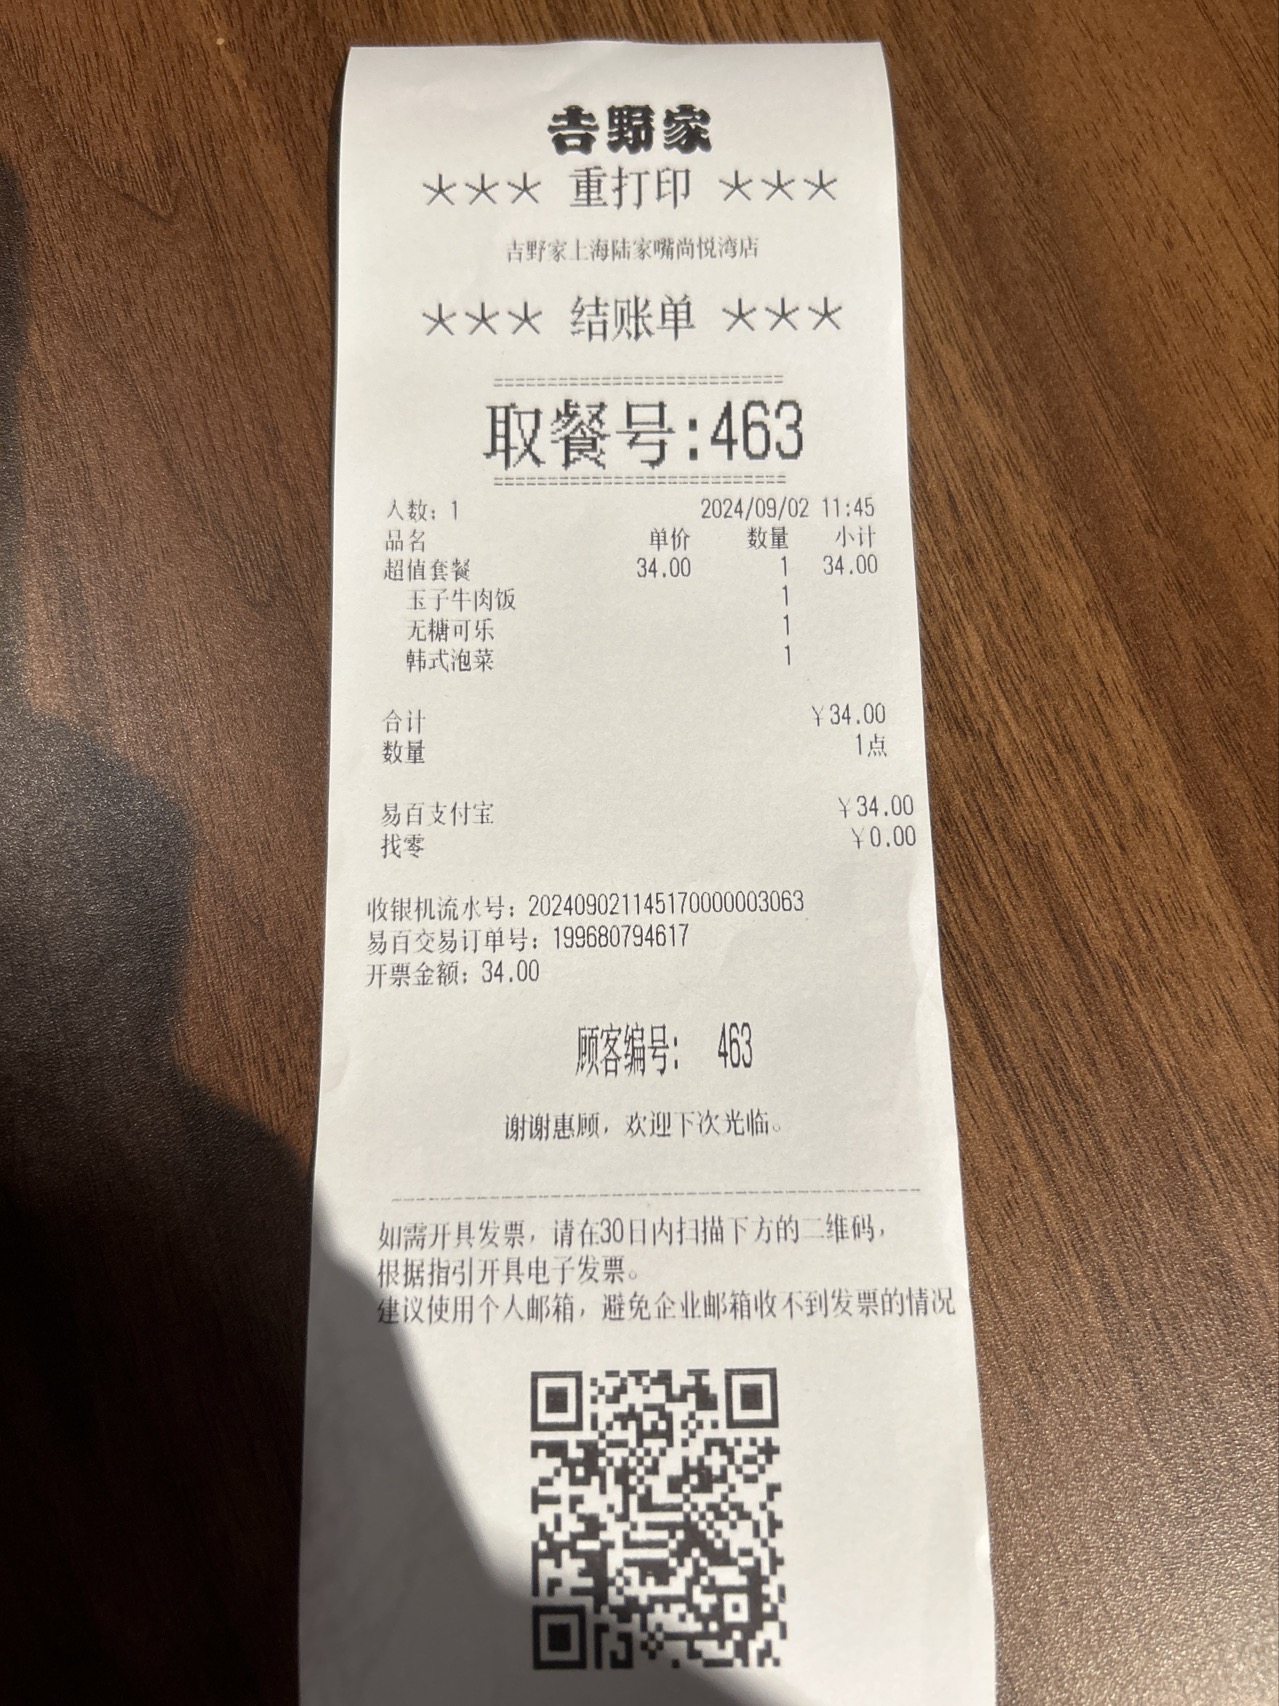 吉野家
*** 重打印 ***
吉野家上海陆家嘴尚悦湾店
*** 结账单 ***
==========================
取餐号:463
==========================
人数: 1 2024/09/02 11:45
品名 单价 数量 小计
超值套餐 34.00 1 34.00
玉子牛肉饭 1
无糖可乐 1
韩式泡菜 1
合计 ¥34.00
数量 1点
易百支付宝 ¥34.00
找零 ¥0.00
收银机流水号: 2024090211451700000003063
易百交易订单号: 199680794617
开票金额: 34.00
顾客编号: 463
谢谢惠顾, 欢迎下次光临。
如需开具发票, 请在30日内扫描下方的二维码,
根据指引开具电子发票。
建议使用个人邮箱, 避免企业邮箱收不到发票的情况